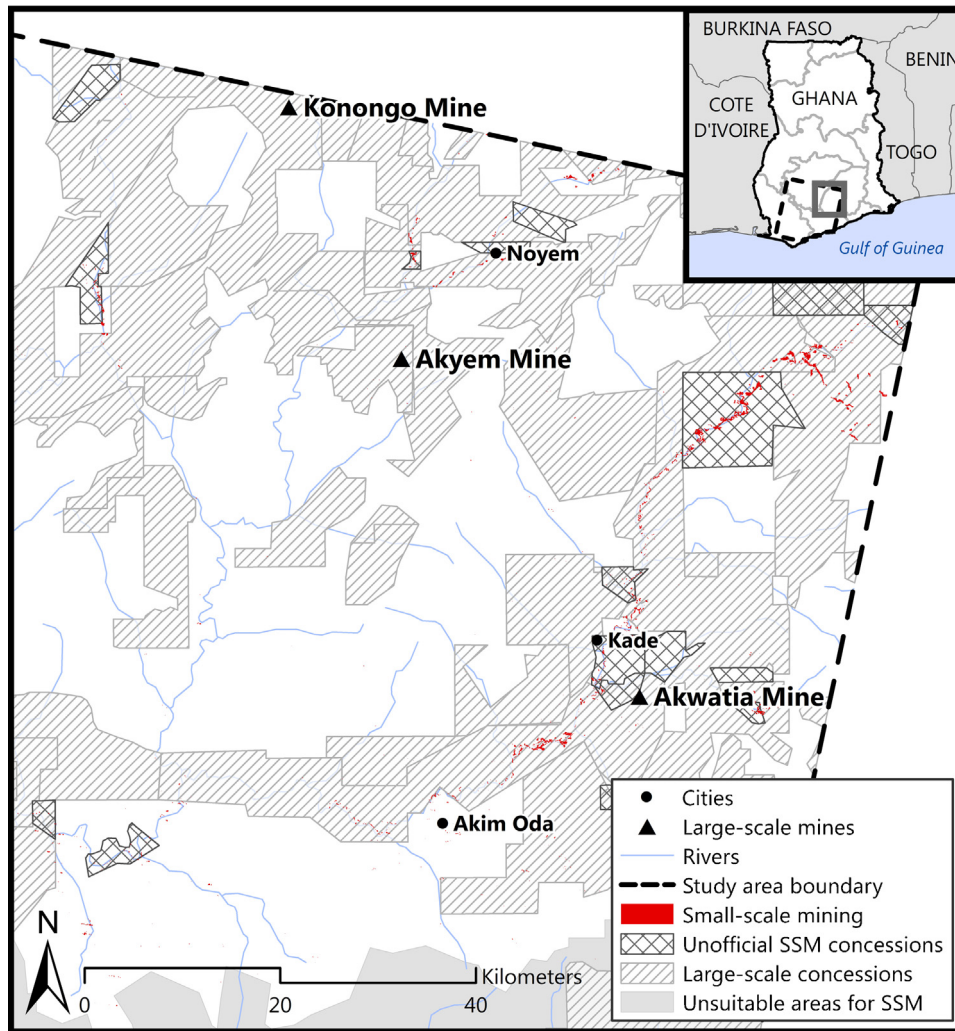 BURKINA FASO
BENIN
GHANA
COTE
D'IVOIRE
TOGO
Gulf of Guinea
Konongo Mine
Noyem
Akyem Mine
Kade
Akwatia Mine
Akim Oda
N
Kilometers
0
20
40
Cities
Large-scale mines
Rivers
Study area boundary
Small-scale mining
Unofficial SSM concessions
Large-scale concessions
Unsuitable areas for SSM